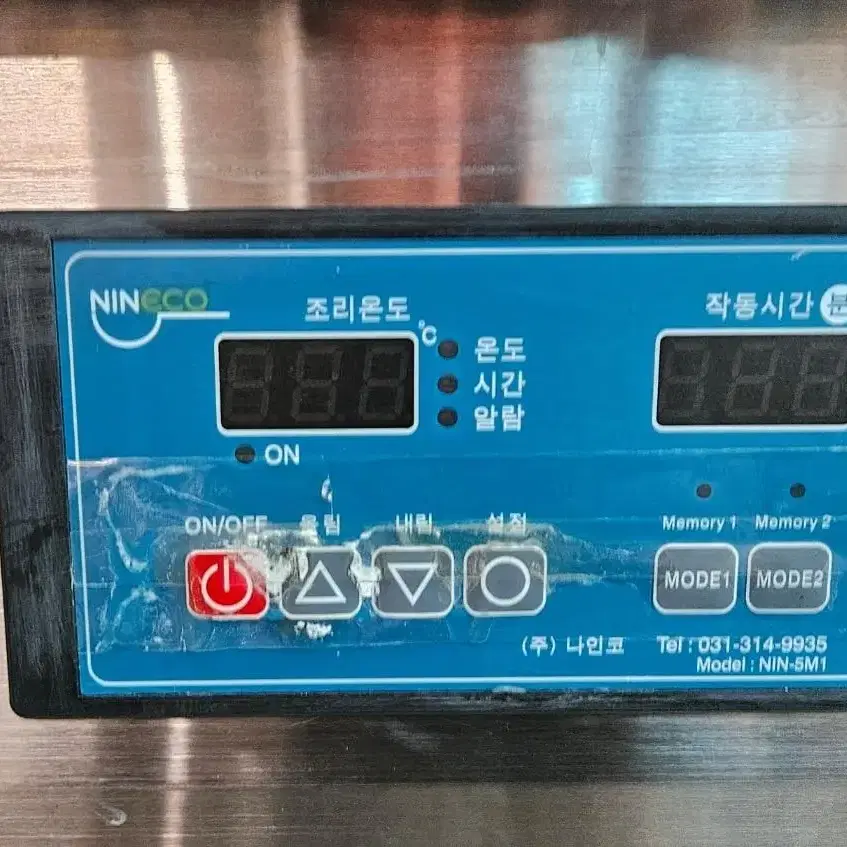 NINECO
조리온도
작동시간 분
℃
온도
시간
알람
ON
ON/OFF 올림 내림 설정
Memory 1 Memory 2
MODE1 MODE2
(주) 나인코 Tel : 031-314-9935
Model : NIN-5M1